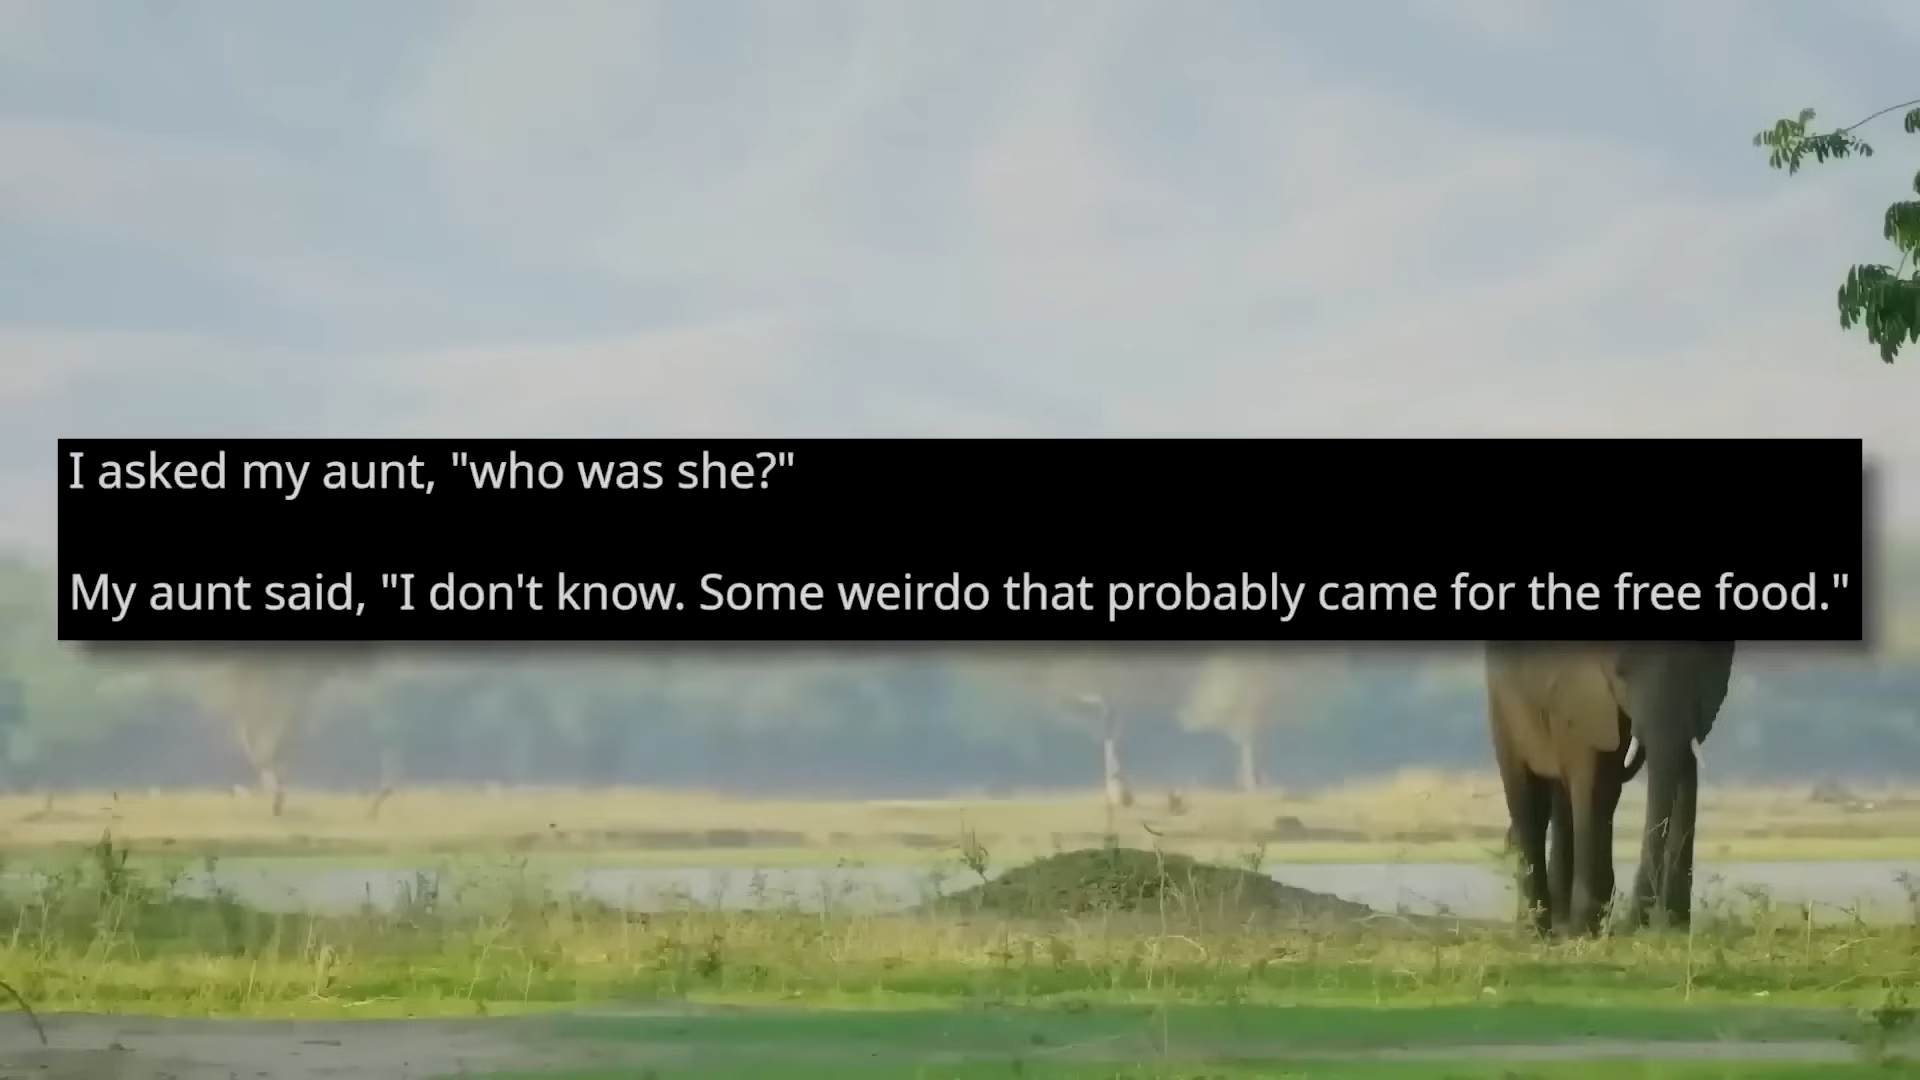 I asked my aunt, "who was she?"
My aunt said, "I don't know. Some weirdo that probably came for the free food."